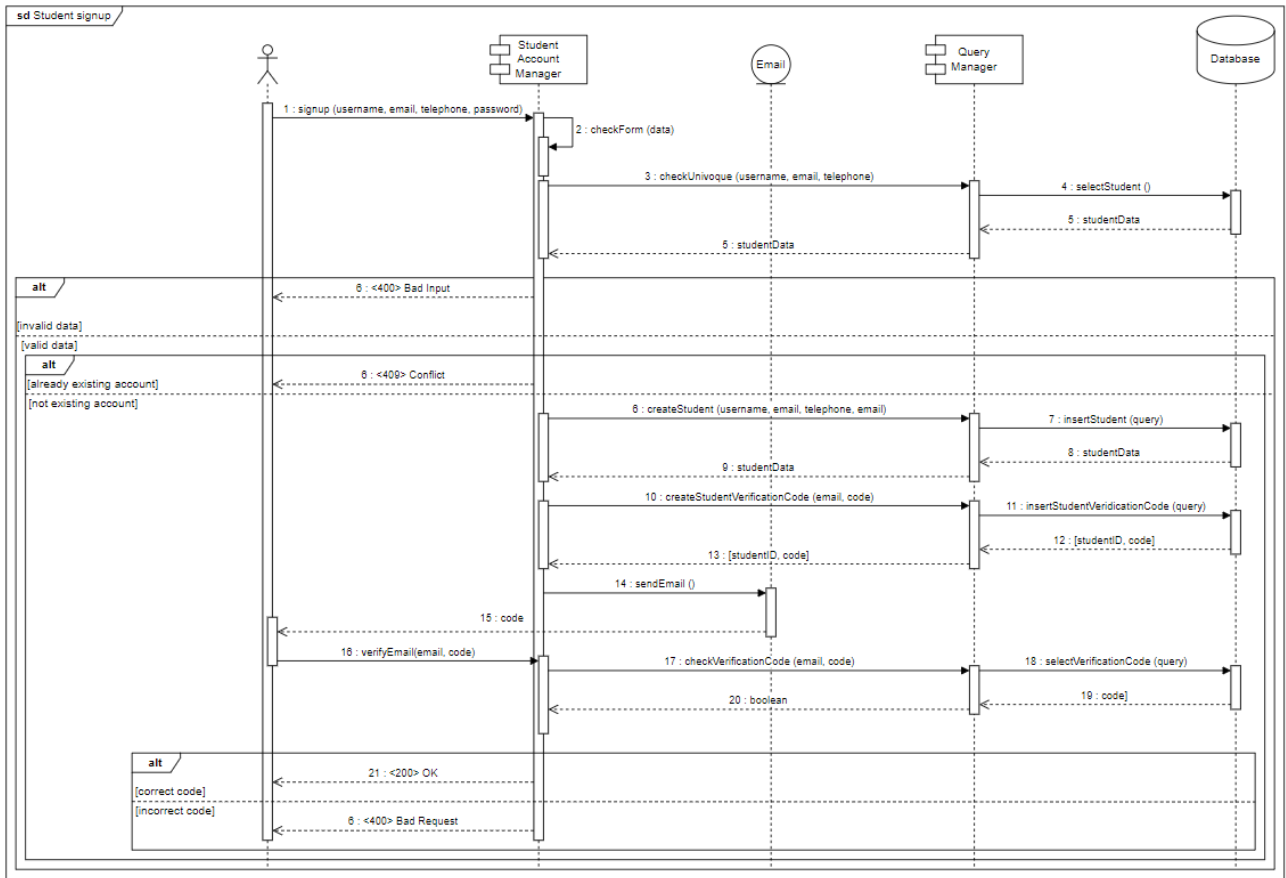 sd Student signup
Student
Account
Manager
Email
Query
Manager
Database
1 : signup (username, email, telephone, password)
2 : checkForm (data)
3 : checkUnivoque (username, email, telephone)
4 : selectStudent ()
5 : studentData
5 : studentData
alt
6 : <400> Bad Input
[invalid data]
[valid data]
alt
6 : <409> Conflict
[already existing account]
[not existing account]
6 : createStudent (username, email, telephone, email)
7 : insertStudent (query)
8 : studentData
9 : studentData
10 : createStudentVerificationCode (email, code)
11 : insertStudentVeridicationCode (query)
12 : [studentID, code]
13 : [studentID, code]
14 : sendEmail ()
15 : code
16 : verifyEmail(email, code)
17 : checkVerificationCode (email, code)
18 : selectVerificationCode (query)
19 : code]
20 : boolean
alt
21 : <200> OK
[correct code]
[incorrect code]
6 : <400> Bad Request